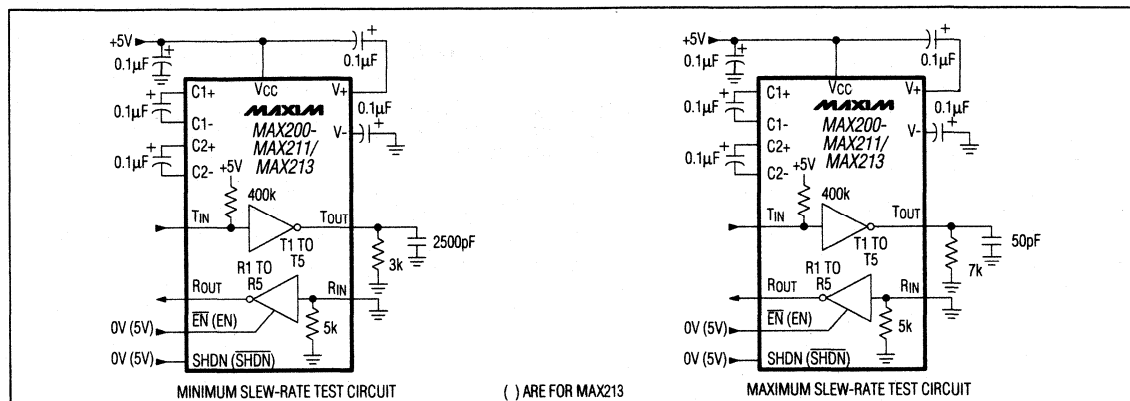 +5V
0.1µF
+
+
0.1µF
VCC
V+
C1+
+
0.1µF
C1-
MAXIM
0.1µF
+
MAX200-
MAX211/
MAX213
V-
C2+
+
0.1µF
C2-
+5V
400k
TIN
TOUT
T1 TO
T5
2500pF
3k
R1 TO
R5
ROUT
RIN
EN (EN)
5k
0V (5V)
0V (5V)
SHDN (SHDN)
MINIMUM SLEW-RATE TEST CIRCUIT
( ) ARE FOR MAX213
+5V
0.1µF
+
+
0.1µF
VCC
V+
C1+
+
0.1µF
C1-
MAXIM
0.1µF
+
MAX200-
MAX211/
MAX213
V-
C2+
+
0.1µF
C2-
+5V
400k
TIN
TOUT
T1 TO
T5
50pF
7k
R1 TO
R5
ROUT
RIN
EN (EN)
5k
0V (5V)
0V (5V)
SHDN (SHDN)
MAXIMUM SLEW-RATE TEST CIRCUIT